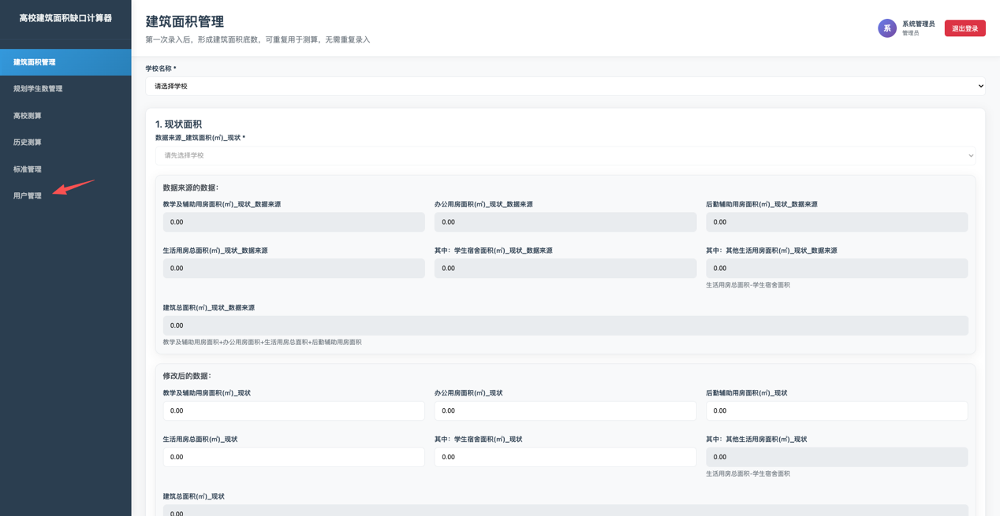 高校建筑面积缺口计算器
建筑面积管理
规划学生数管理
高校测算
历史测算
标准管理
用户管理
建筑面积管理
第一次录入后，形成建筑面积底数，可重复用于测算，无需重复录入
系
系统管理员
管理员
退出登录
学校名称 *
请选择学校
1. 现状面积
数据来源_建筑面积(㎡)_现状 *
请先选择学校
数据来源的数据：
教学及辅助用房面积(㎡)_现状_数据来源
办公用房面积(㎡)_现状_数据来源
后勤辅助用房面积(㎡)_现状_数据来源
0.00
0.00
0.00
生活用房总面积(㎡)_现状_数据来源
其中：学生宿舍面积(㎡)_现状_数据来源
其中：其他生活用房面积(㎡)_现状_数据来源
0.00
0.00
0.00
生活用房总面积-学生宿舍面积
建筑总面积(㎡)_现状_数据来源
0.00
教学及辅助用房面积+办公用房面积+生活用房总面积+后勤辅助用房面积
修改后的数据：
教学及辅助用房面积(㎡)_现状
办公用房面积(㎡)_现状
后勤辅助用房面积(㎡)_现状
0.00
0.00
0.00
生活用房总面积(㎡)_现状
其中：学生宿舍面积(㎡)_现状
其中：其他生活用房面积(㎡)_现状
0.00
0.00
0.00
生活用房总面积-学生宿舍面积
建筑总面积(㎡)_现状
0.00